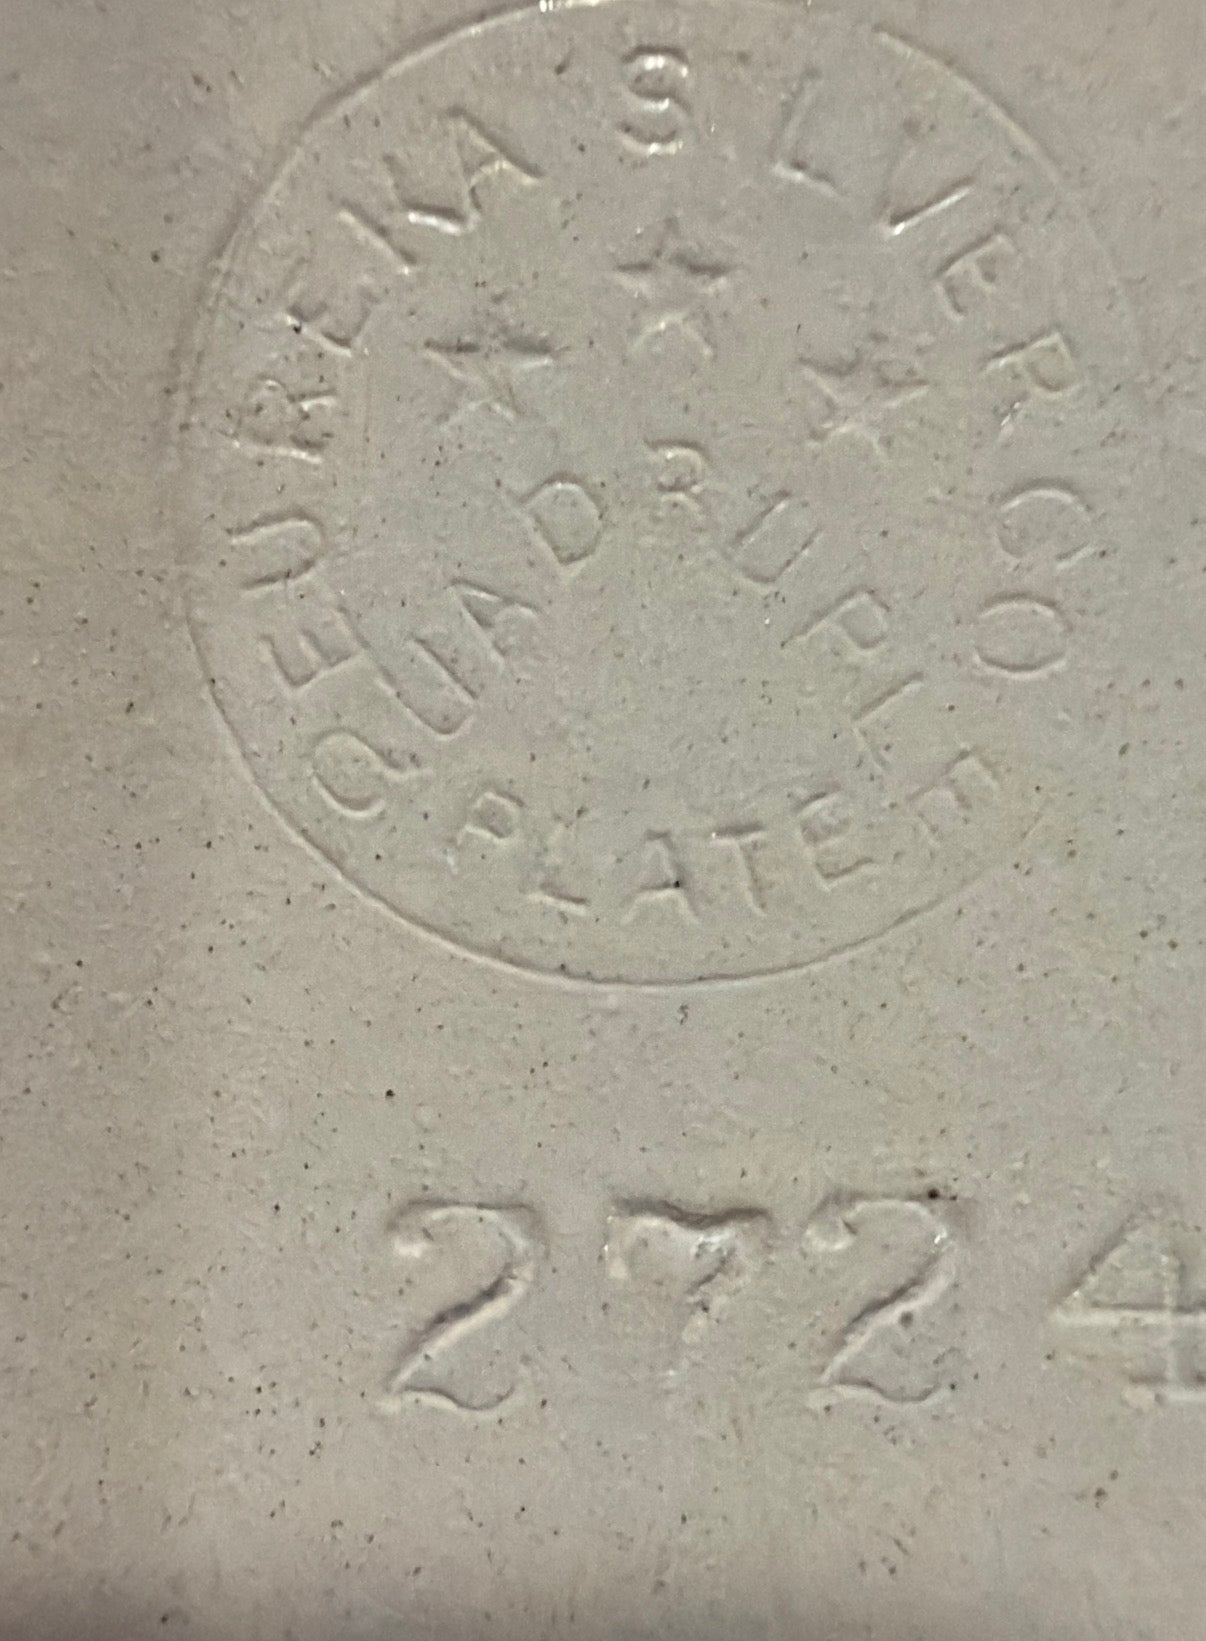 EUREKA SILVER CO
QUADRUPLE
PLATE
2724